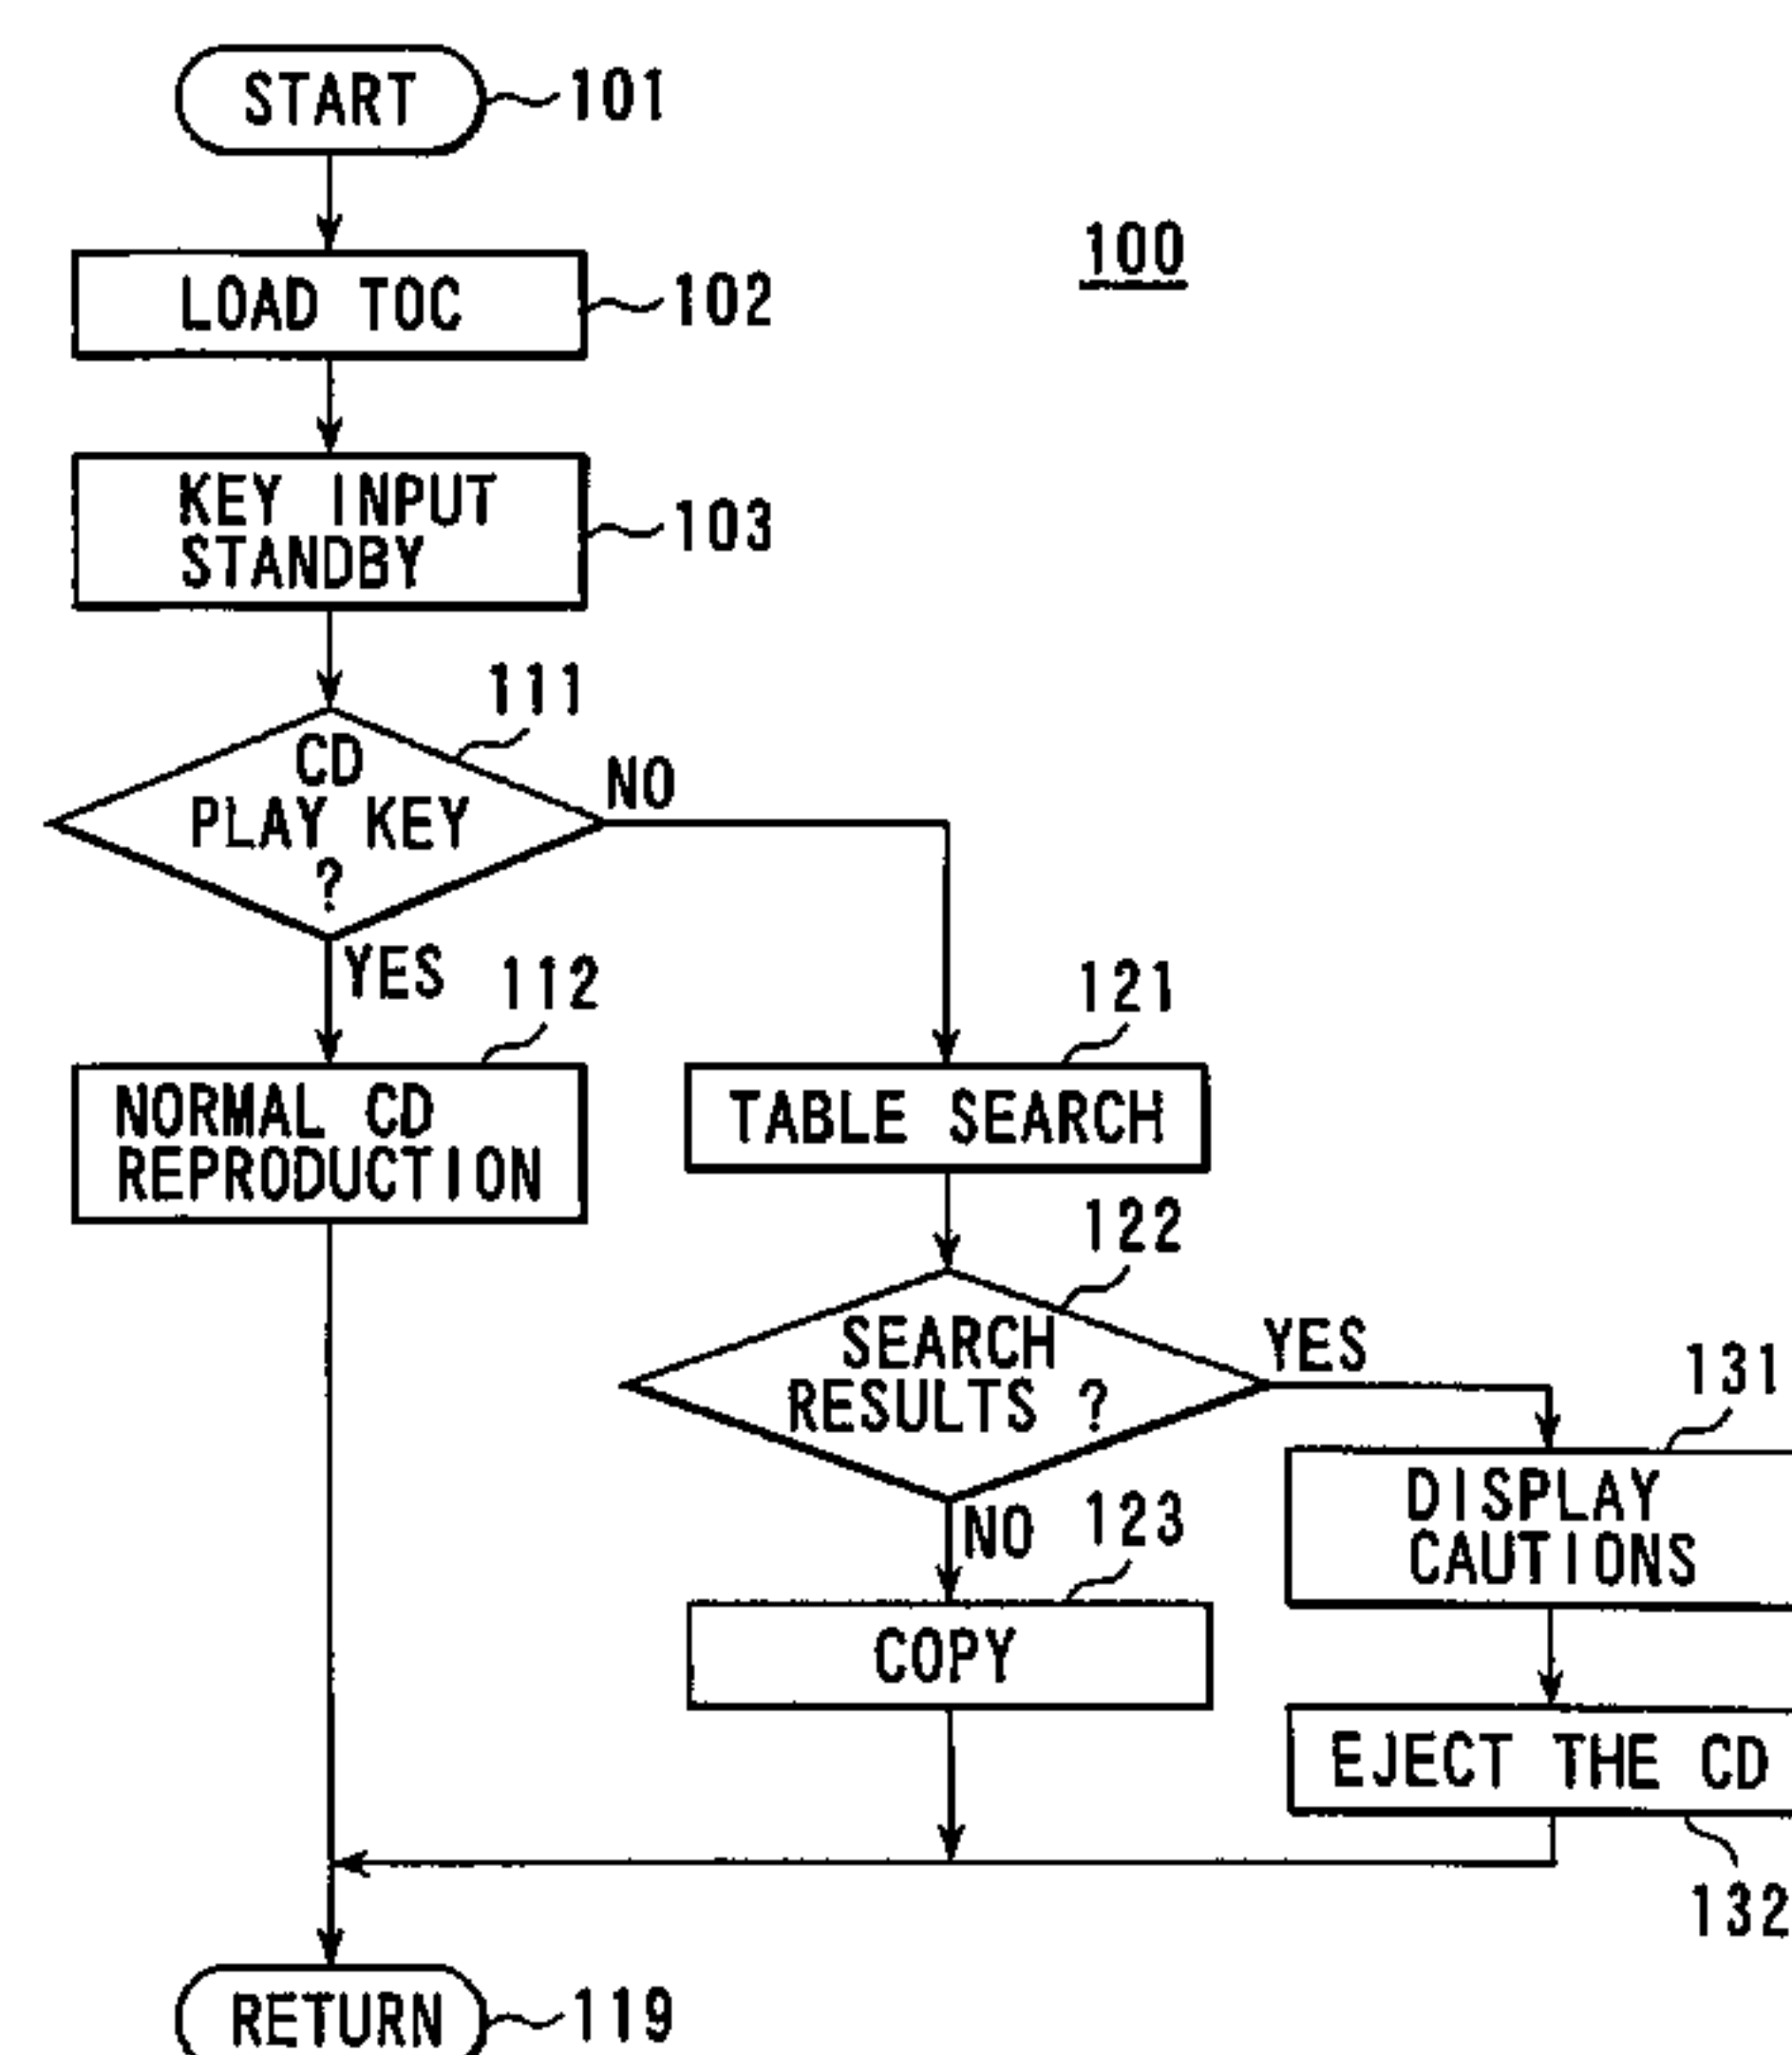 START
101
100
LOAD TOC
102
KEY INPUT
STANDBY
103
111
CD
PLAY KEY
?
NO
YES
112
121
NORMAL CD
REPRODUCTION
TABLE SEARCH
122
SEARCH
RESULTS ?
YES
131
NO
123
DISPLAY
CAUTIONS
COPY
EJECT THE CD
132
RETURN
119